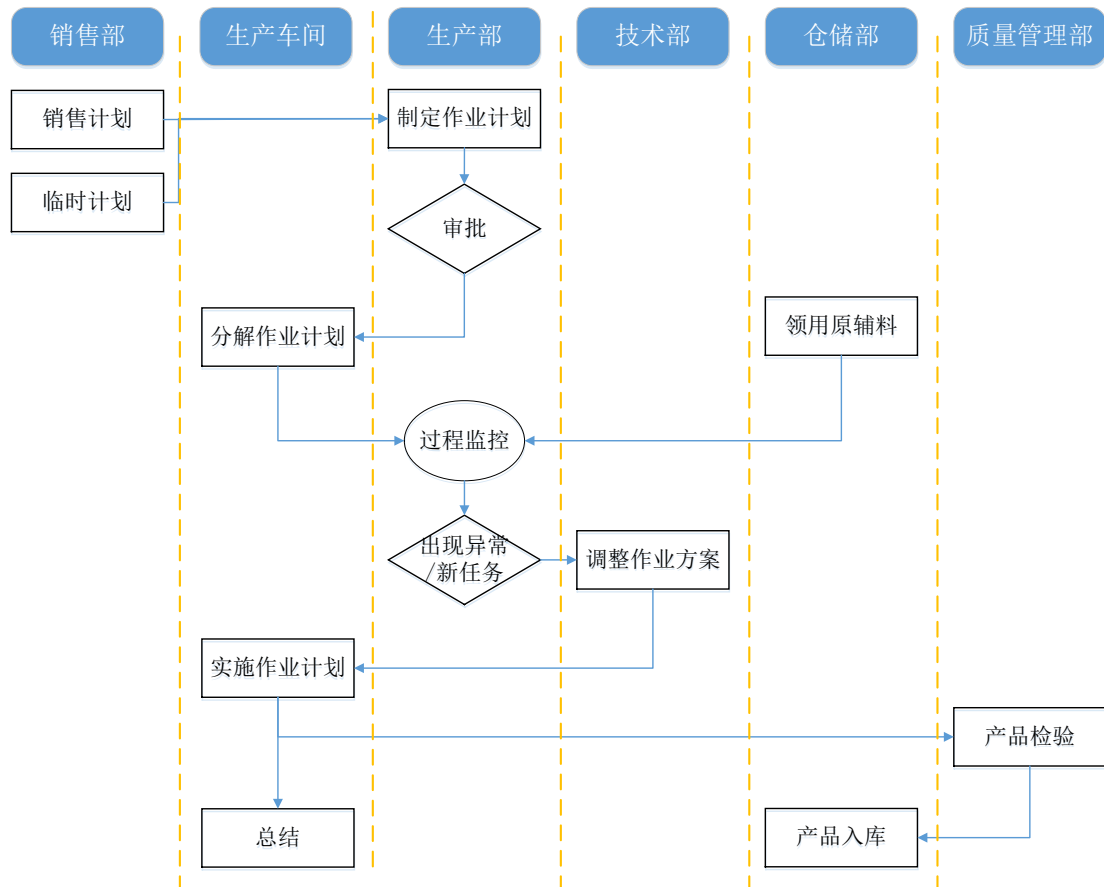 销售部
生产车间
生产部
技术部
仓储部
质量管理部
销售计划
制定作业计划
临时计划
审批
分解作业计划
领用原辅料
过程监控
出现异常
/新任务
调整作业方案
实施作业计划
产品检验
总结
产品入库